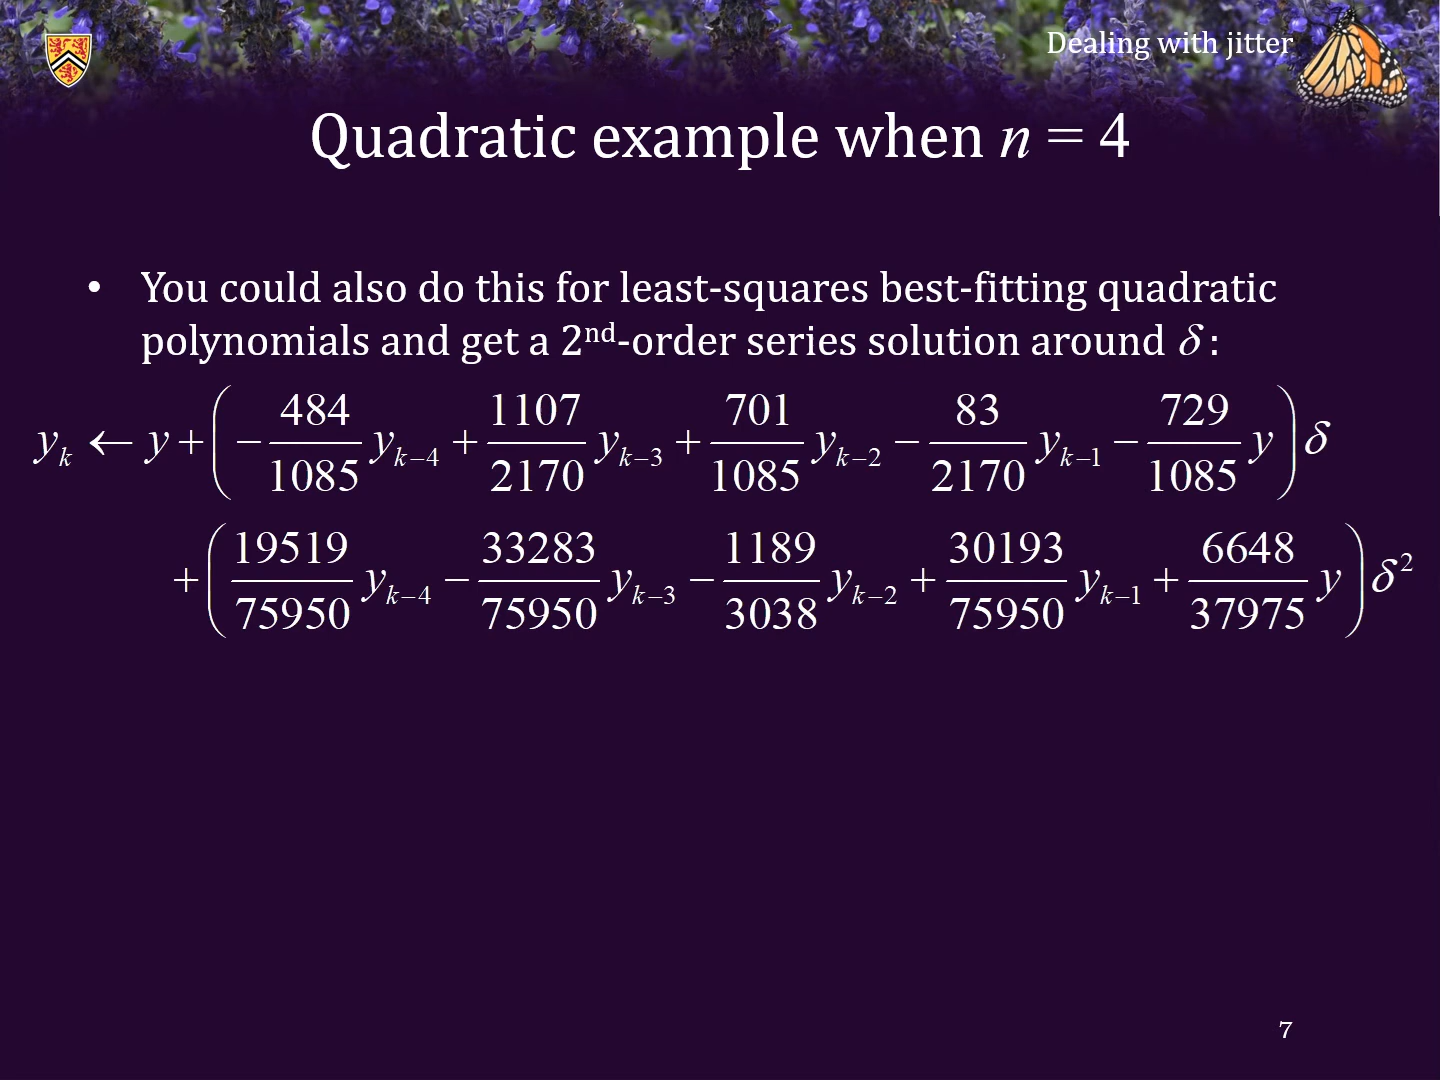 Dealing with jitter
Quadratic example when n = 4
• You could also do this for least-squares best-fitting quadratic
polynomials and get a 2nd-order series solution around δ :
y_k ← y + ( − 484/1085 y_{k−4} + 1107/2170 y_{k−3} + 701/1085 y_{k−2} − 83/2170 y_{k−1} − 729/1085 y ) δ
+ ( 19519/75950 y_{k−4} − 33283/75950 y_{k−3} − 1189/3038 y_{k−2} + 30193/75950 y_{k−1} + 6648/37975 y ) δ^2
7